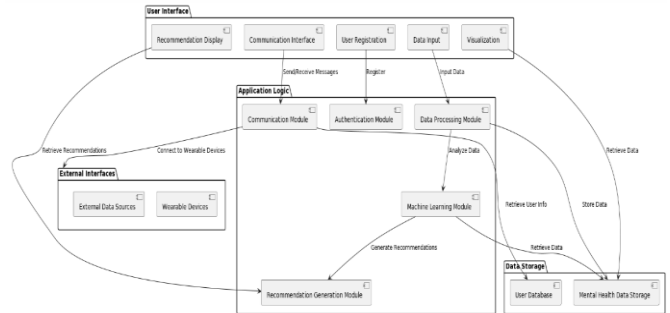 User Interface
Recommendation Display
Communication Interface
User Registration
Data Input
Visualization
Send/Receive Messages
Register
Input Data
Application Logic
Communication Module
Authentication Module
Data Processing Module
Retrieve Recommendations
Connect to Wearable Devices
Analyze Data
Retrieve Data
External Interfaces
External Data Sources
Wearable Devices
Machine Learning Module
Retrieve User Info
Store Data
Generate Recommendations
Retrieve Data
Data Storage
Recommendation Generation Module
User Database
Mental Health Data Storage